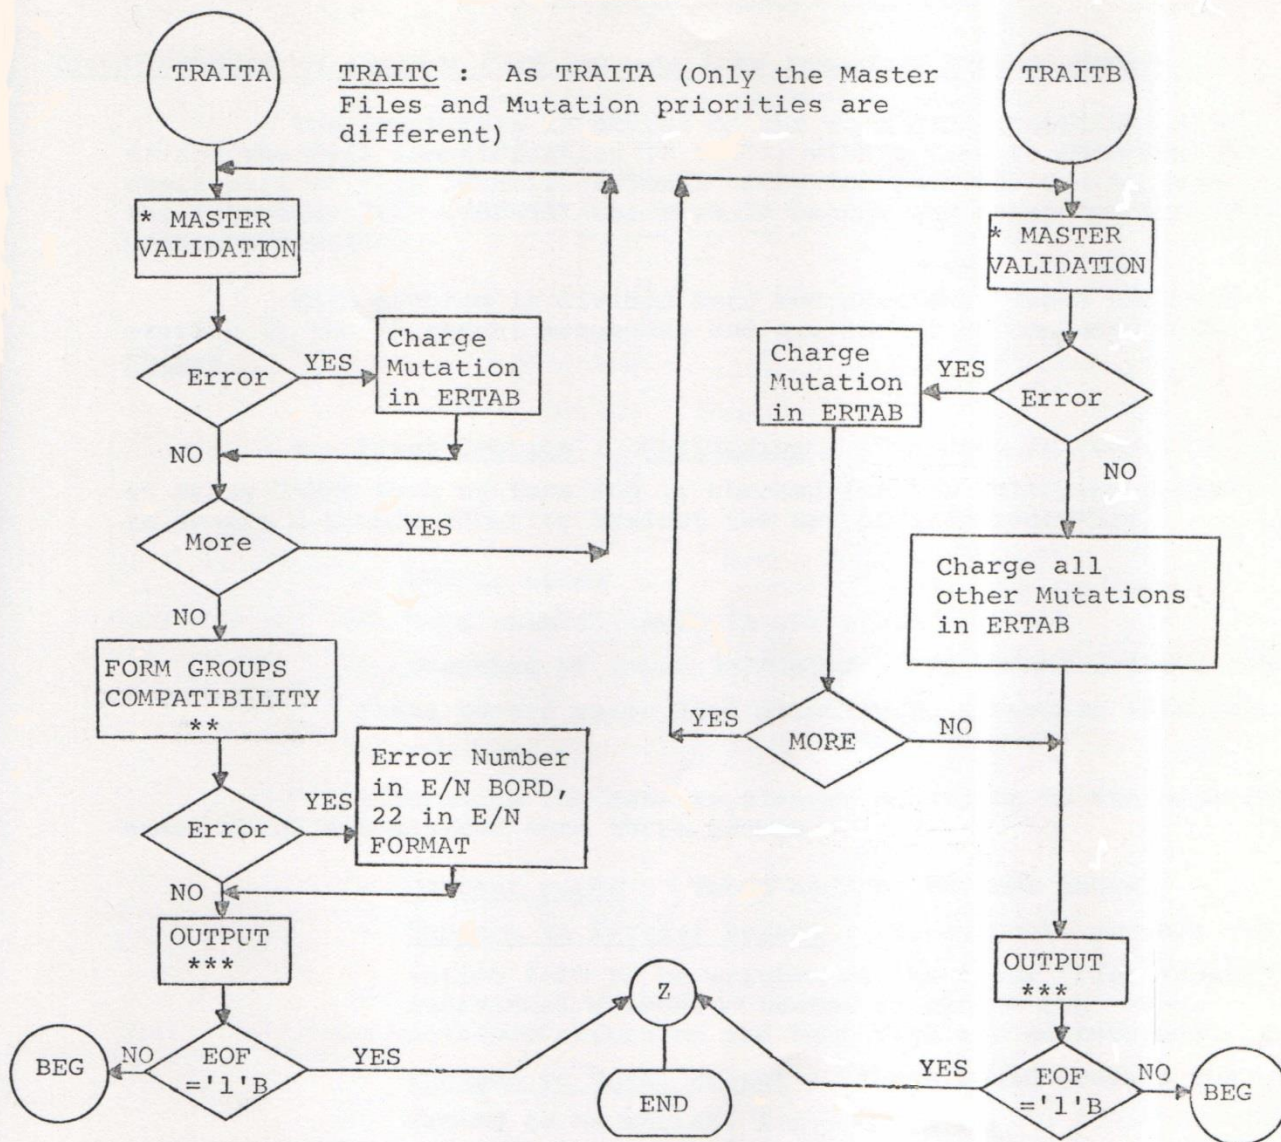 TRAITA
TRAITC : As TRAITA (Only the Master
Files and Mutation priorities are
different)
TRAITB
* MASTER
VALIDATION
Error
YES
Charge
Mutation
in ERTAB
NO
More
YES
NO
FORM GROUPS
COMPATIBILITY
**
Error
YES
Error Number
in E/N BORD,
22 in E/N
FORMAT
NO
OUTPUT
***
EOF
='1'B
NO
BEG
YES
Z
END
* MASTER
VALIDATION
Error
YES
Charge
Mutation
in ERTAB
NO
Charge all
other Mutations
in ERTAB
MORE
YES
NO
OUTPUT
***
EOF
='1'B
YES
NO
BEG